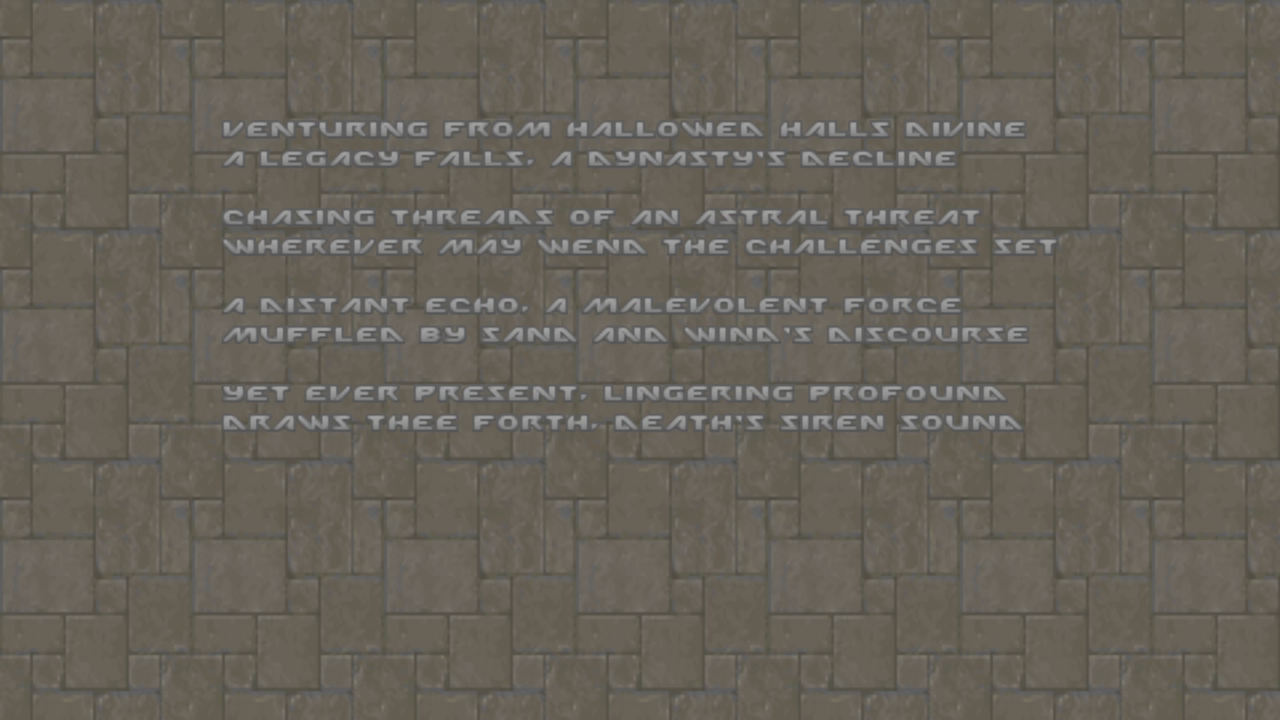 VENTURING FROM HALLOWED HALLS DIVINE
A LEGACY FALLS, A DYNASTY'S DECLINE
CHASING THREADS OF AN ASTRAL THREAT
WHEREVER MAY WEND THE CHALLENGES SET
A DISTANT ECHO, A MALEVOLENT FORCE
MUFFLED BY SAND AND WIND'S DISCOURSE
YET EVER PRESENT, LINGERING PROFOUND
DRAWS THEE FORTH, DEATH'S SIREN SOUND